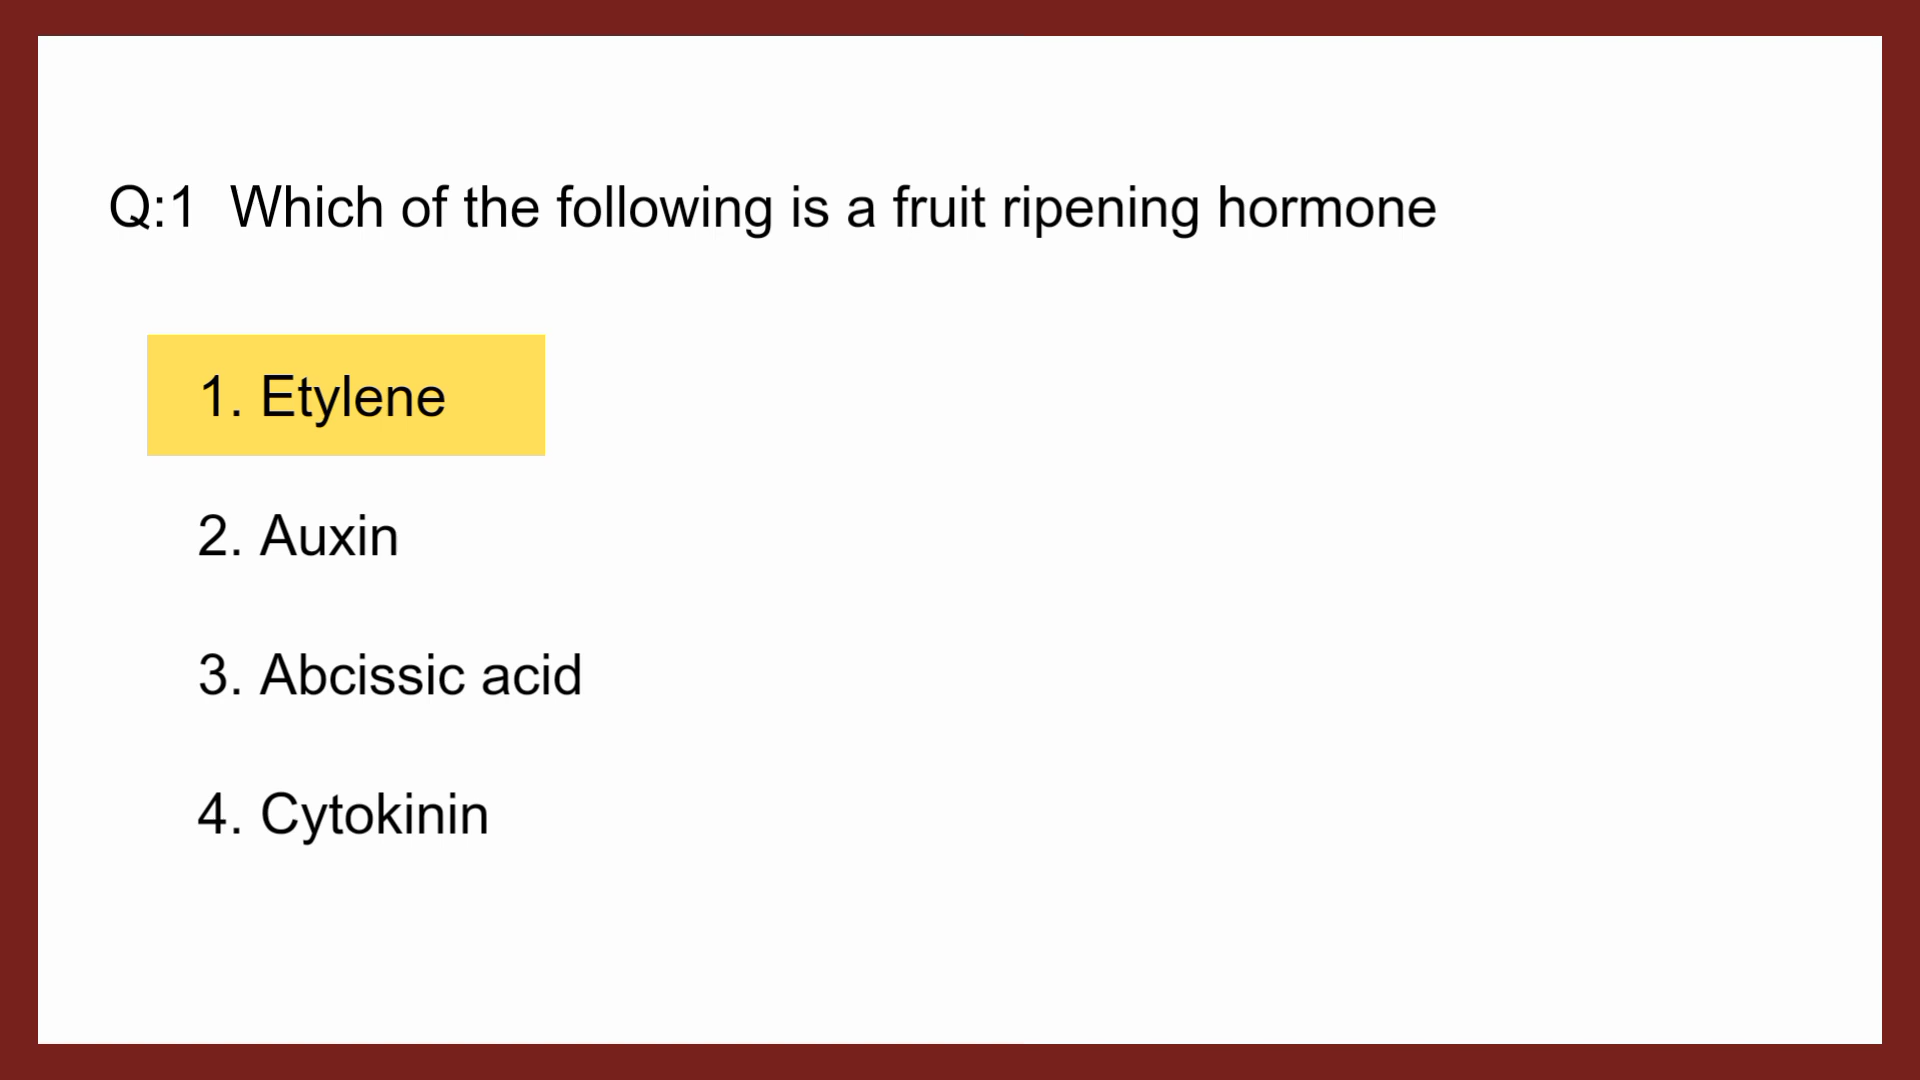 Q:1 Which of the following is a fruit ripening hormone
1. Etylene
2. Auxin
3. Abcissic acid
4. Cytokinin